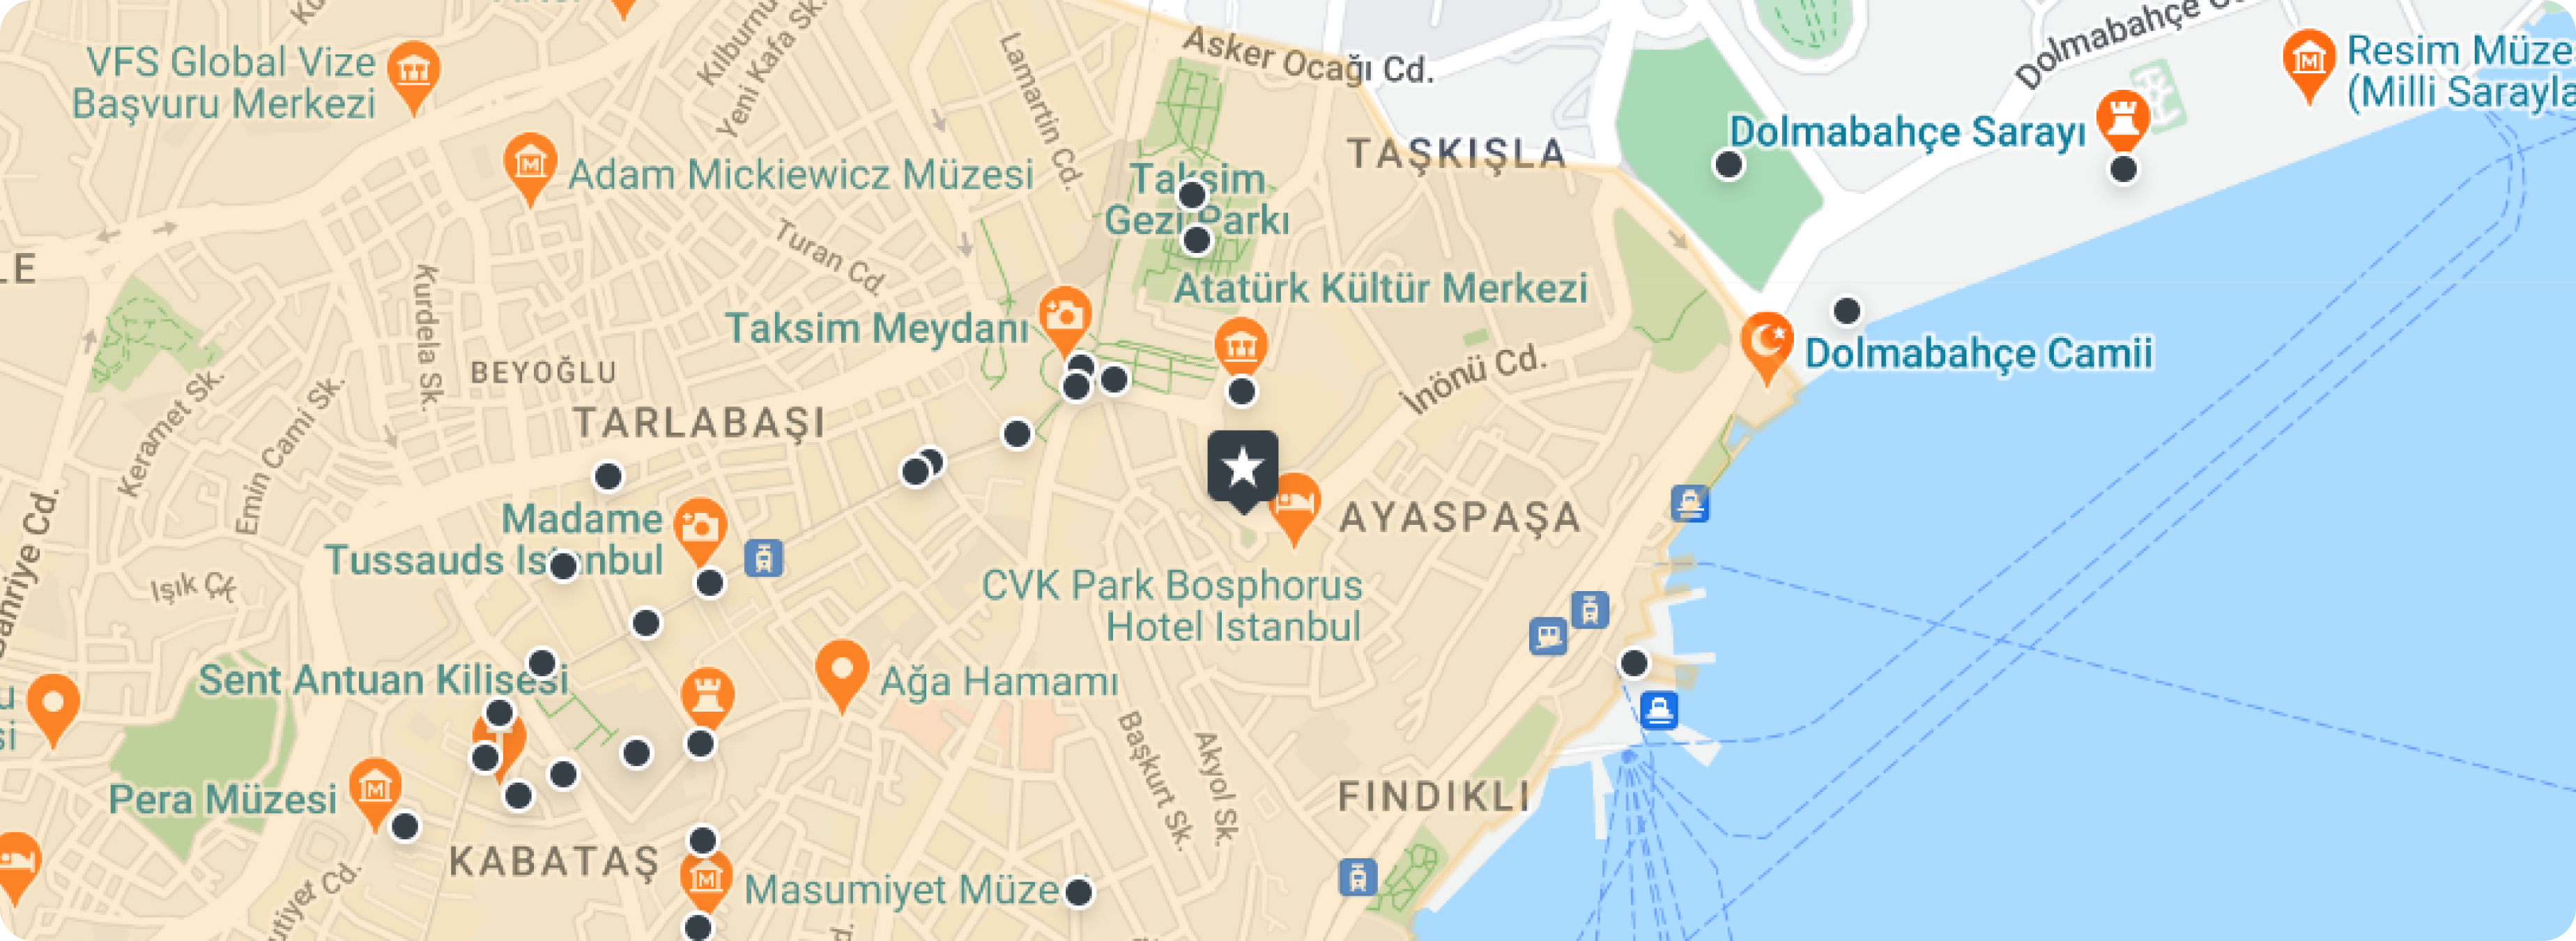 VFS Global Vize
Başvuru Merkezi
Kilburnu
Yeni Kafa Sk.
Lamartin Cd.
Asker Ocağı Cd.
Dolmabahçe
Resim Müze
(Milli Sarayla
Dolmabahçe Sarayı
TAŞKIŞLA
Adam Mickiewicz Müzesi
Taksim
Gezi Parkı
Turan Cd.
LE
Kurdela Sk.
Atatürk Kültür Merkezi
Taksim Meydanı
Dolmabahçe Camii
BEYOĞLU
İnönü Cd.
Keramet Sk.
Emin Cami Sk.
TARLABAŞI
Madame
Tussauds Istanbul
AYASPAŞA
Işık Çk
CVK Park Bosphorus
Hotel Istanbul
Sent Antuan Kilisesi
Ağa Hamamı
Başkurt Sk.
Akyol Sk.
Pera Müzesi
FINDIKLI
KABATAŞ
Masumiyet Müze